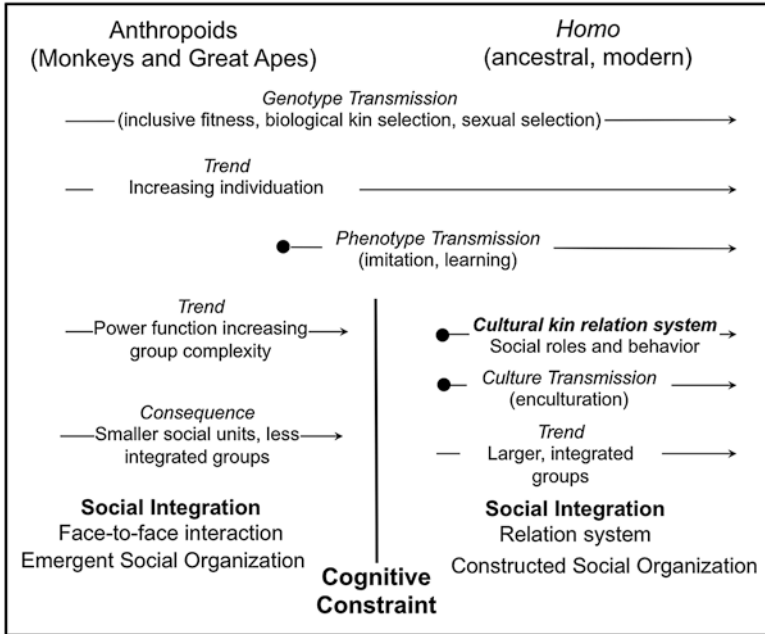 Anthropoids
(Monkeys and Great Apes)
Homo
(ancestral, modern)
Genotype Transmission
(inclusive fitness, biological kin selection, sexual selection)
Trend
Increasing individuation
Phenotype Transmission
(imitation, learning)
Trend
Power function increasing
group complexity
Cultural kin relation system
Social roles and behavior
Culture Transmission
(enculturation)
Consequence
Smaller social units, less
integrated groups
Trend
Larger, integrated
groups
Social Integration
Face-to-face interaction
Emergent Social Organization
Social Integration
Relation system
Constructed Social Organization
Cognitive
Constraint